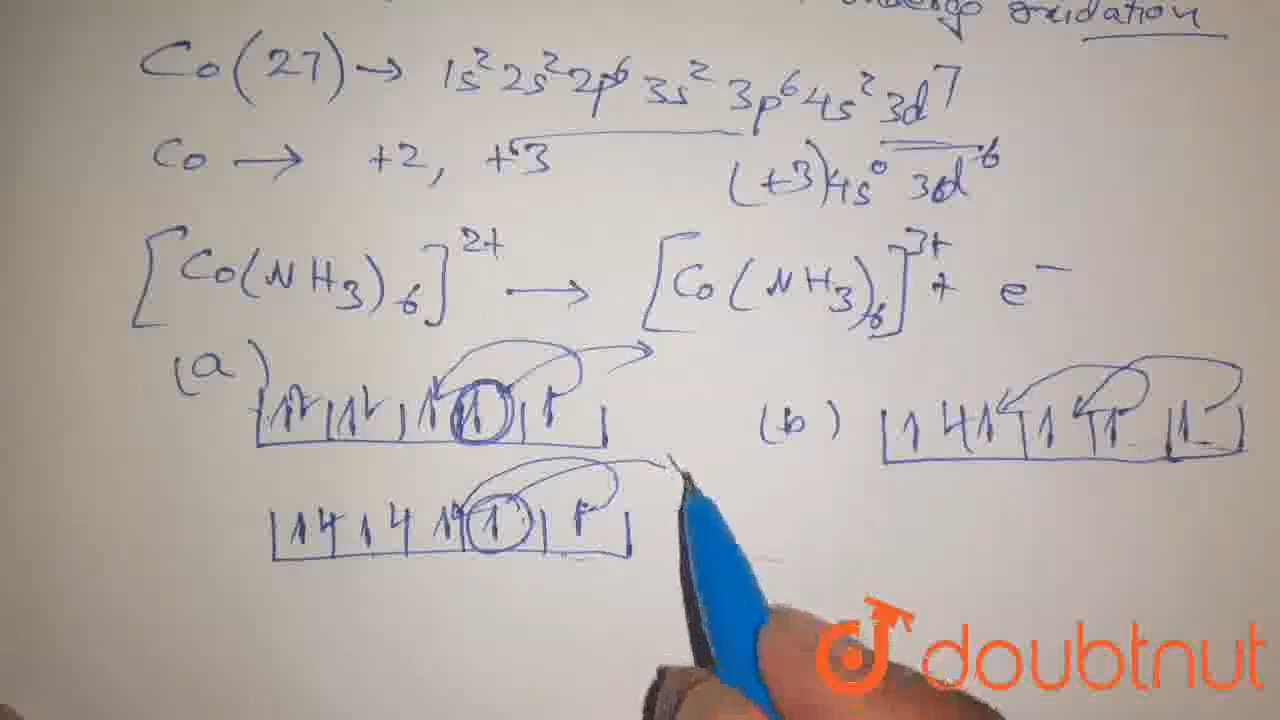 undergo oxidation
Co(27) → 1s² 2s² 2p⁶ 3s² 3p⁶ 4s² 3d⁷
Co → +2, +3 (+3) 4s⁰ 3d⁶
[Co(NH₃)₆]²⁺ → [Co(NH₃)₆]³⁺ + e⁻
(a) (b)
doubtnut